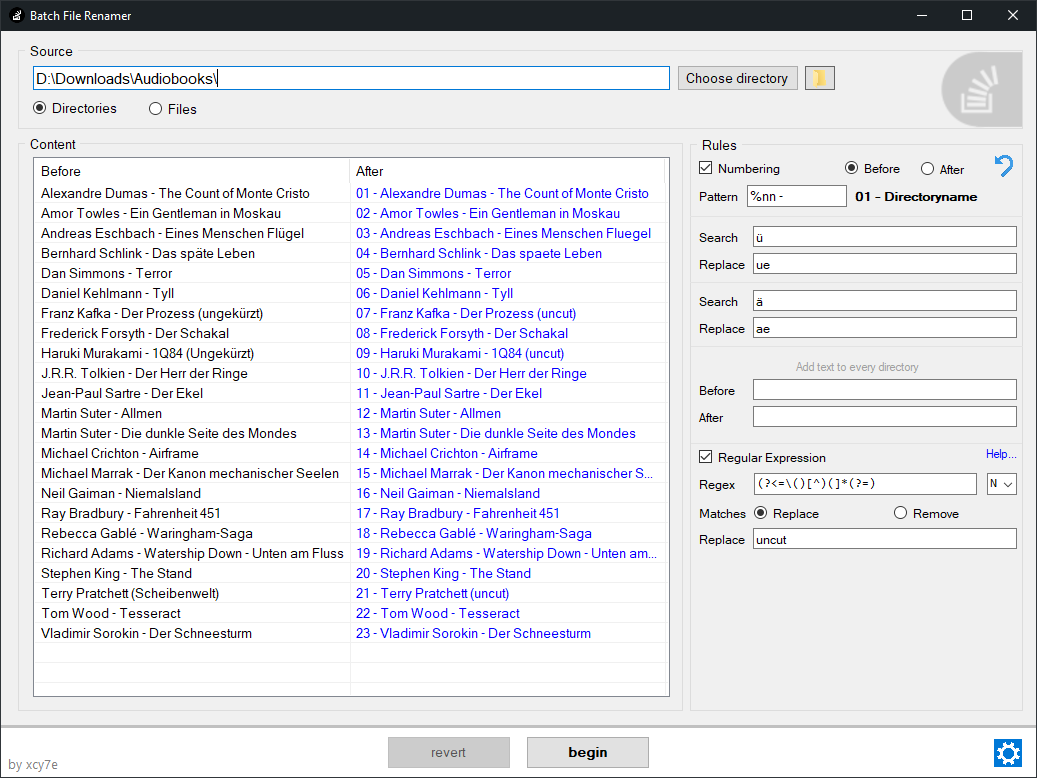 Batch File Renamer
Source
D:\Downloads\Audiobooks\
Choose directory
Directories
Files
Content
Before After
Alexandre Dumas - The Count of Monte Cristo 01 - Alexandre Dumas - The Count of Monte Cristo
Amor Towles - Ein Gentleman in Moskau 02 - Amor Towles - Ein Gentleman in Moskau
Andreas Eschbach - Eines Menschen Flügel 03 - Andreas Eschbach - Eines Menschen Fluegel
Bernhard Schlink - Das späte Leben 04 - Bernhard Schlink - Das spaete Leben
Dan Simmons - Terror 05 - Dan Simmons - Terror
Daniel Kehlmann - Tyll 06 - Daniel Kehlmann - Tyll
Franz Kafka - Der Prozess (ungekürzt) 07 - Franz Kafka - Der Prozess (uncut)
Frederick Forsyth - Der Schakal 08 - Frederick Forsyth - Der Schakal
Haruki Murakami - 1Q84 (Ungekürzt) 09 - Haruki Murakami - 1Q84 (uncut)
J.R.R. Tolkien - Der Herr der Ringe 10 - J.R.R. Tolkien - Der Herr der Ringe
Jean-Paul Sartre - Der Ekel 11 - Jean-Paul Sartre - Der Ekel
Martin Suter - Allmen 12 - Martin Suter - Allmen
Martin Suter - Die dunkle Seite des Mondes 13 - Martin Suter - Die dunkle Seite des Mondes
Michael Crichton - Airframe 14 - Michael Crichton - Airframe
Michael Marrak - Der Kanon mechanischer Seelen 15 - Michael Marrak - Der Kanon mechanischer S...
Neil Gaiman - Niemalsland 16 - Neil Gaiman - Niemalsland
Ray Bradbury - Fahrenheit 451 17 - Ray Bradbury - Fahrenheit 451
Rebecca Gablé - Waringham-Saga 18 - Rebecca Gablé - Waringham-Saga
Richard Adams - Watership Down - Unten am Fluss 19 - Richard Adams - Watership Down - Unten am...
Stephen King - The Stand 20 - Stephen King - The Stand
Terry Pratchett (Scheibenwelt) 21 - Terry Pratchett (uncut)
Tom Wood - Tesseract 22 - Tom Wood - Tesseract
Vladimir Sorokin - Der Schneesturm 23 - Vladimir Sorokin - Der Schneesturm
Rules
Numbering
Before
After
Pattern %nn - 01 - Directoryname
Search ü
Replace ue
Search ä
Replace ae
Add text to every directory
Before
After
Regular Expression
Help...
Regex (?<=\()[^)(]*(?=) N
Matches Replace Remove
Replace uncut
revert
begin
by xcy7e